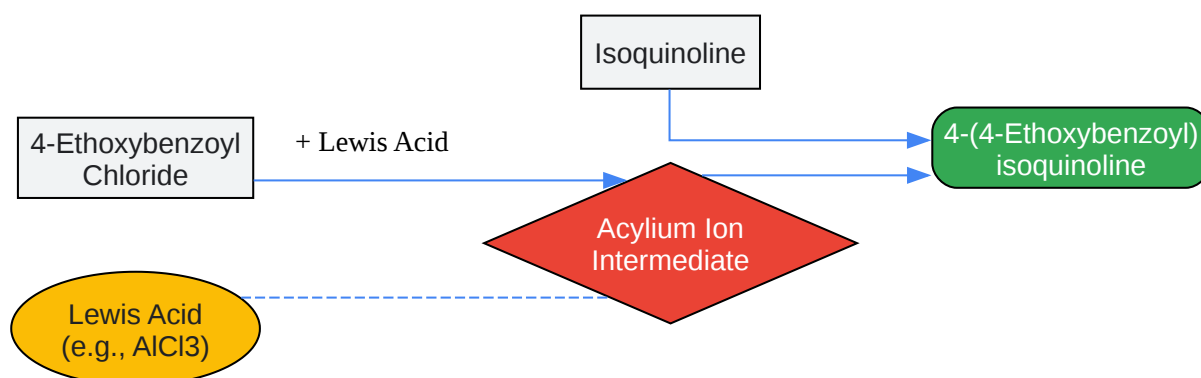 Isoquinoline
4-Ethoxybenzoyl
Chloride
+ Lewis Acid
4-(4-Ethoxybenzoyl)
isoquinoline
Acylium Ion
Intermediate
Lewis Acid
(e.g., AlCl3)